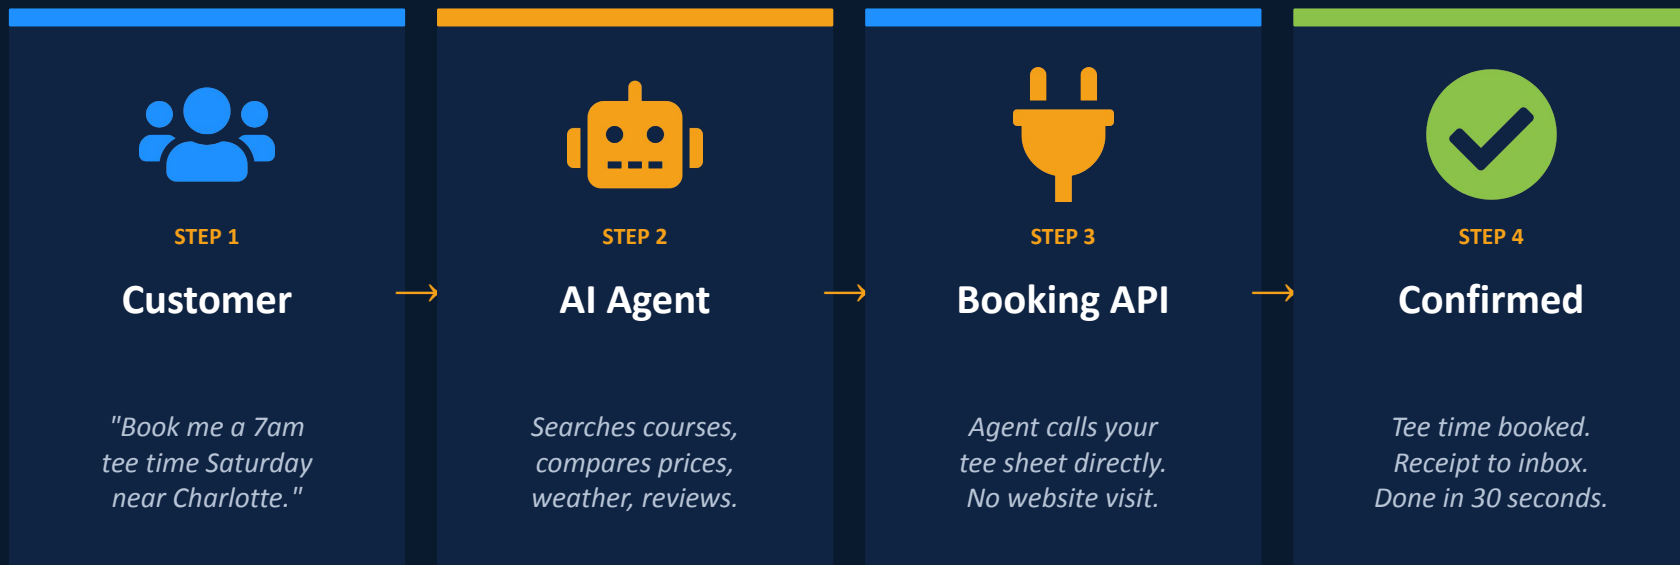 STEP 1
Customer
"Book me a 7am
tee time Saturday
near Charlotte."
STEP 2
AI Agent
Searches courses,
compares prices,
weather, reviews.
STEP 3
Booking API
Agent calls your
tee sheet directly.
No website visit.
STEP 4
Confirmed
Tee time booked.
Receipt to inbox.
Done in 30 seconds.